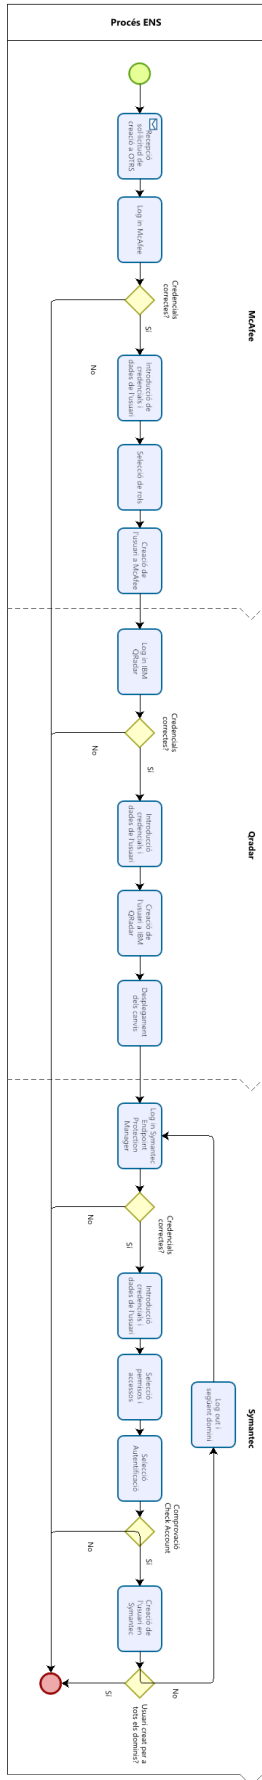 Procés ENS
McAfee
Recepció
sol·licitud de
creació a OTRS
Log in McAfee
Credencials
correctes?
Sí
No
Introducció de
credencials i
dades de l'usuari
Selecció de rols
Creació de
l'usuari a McAfee
Qradar
Log in IBM
QRadar
Credencials
correctes?
No
Sí
Introducció
credencials i
dades de l'usuari
Creació de
l'usuari a IBM
QRadar
Desplegament
dels canvis
Symantec
Log in Symantec
Endpoint
Protection
Manager
Credencials
correctes?
No
Sí
Introducció
credencials i
dades de l'usuari
Selecció
permisos i
accessos
Log out i
següent domini
Selecció
Autentificació
Comprovació
Check Account
No
Sí
Creació de
l'usuari en
Symantec
Sí
No
Usuari creat per a
tots els dominis?